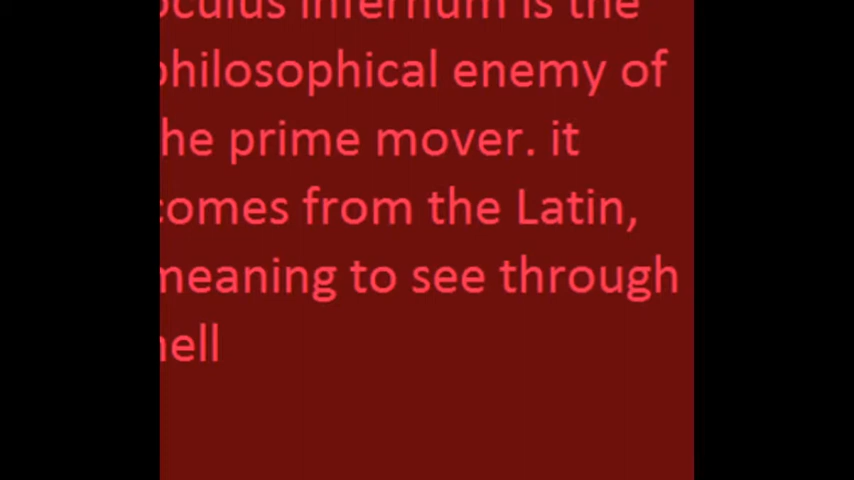 oculus infernum is the
philosophical enemy of
the prime mover. it
comes from the Latin,
meaning to see through
hell